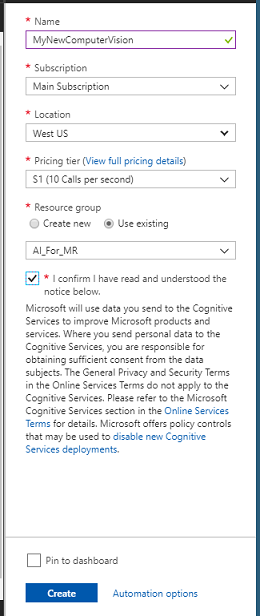 * Name
MyNewComputerVision
* Subscription
Main Subscription
* Location
West US
* Pricing tier (View full pricing details)
S1 (10 Calls per second)
* Resource group
Create new Use existing
AI_For_MR
* I confirm I have read and understood the
notice below.
Microsoft will use data you send to the Cognitive
Services to improve Microsoft products and
services. Where you send personal data to the
Cognitive Services, you are responsible for
obtaining sufficient consent from the data
subjects. The General Privacy and Security Terms
in the Online Services Terms do not apply to the
Cognitive Services. Please refer to the Microsoft
Cognitive Services section in the Online Services
Terms for details. Microsoft offers policy controls
that may be used to disable new Cognitive
Services deployments.
Pin to dashboard
Create Automation options